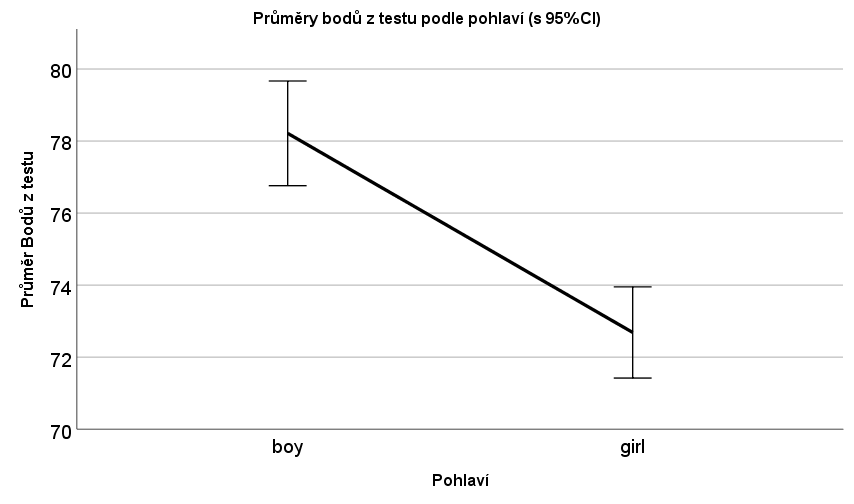 Průměry bodů z testu podle pohlaví (s 95%CI)
Průměr Bodů z testu
80
78
76
74
72
70
boy
girl
Pohlaví